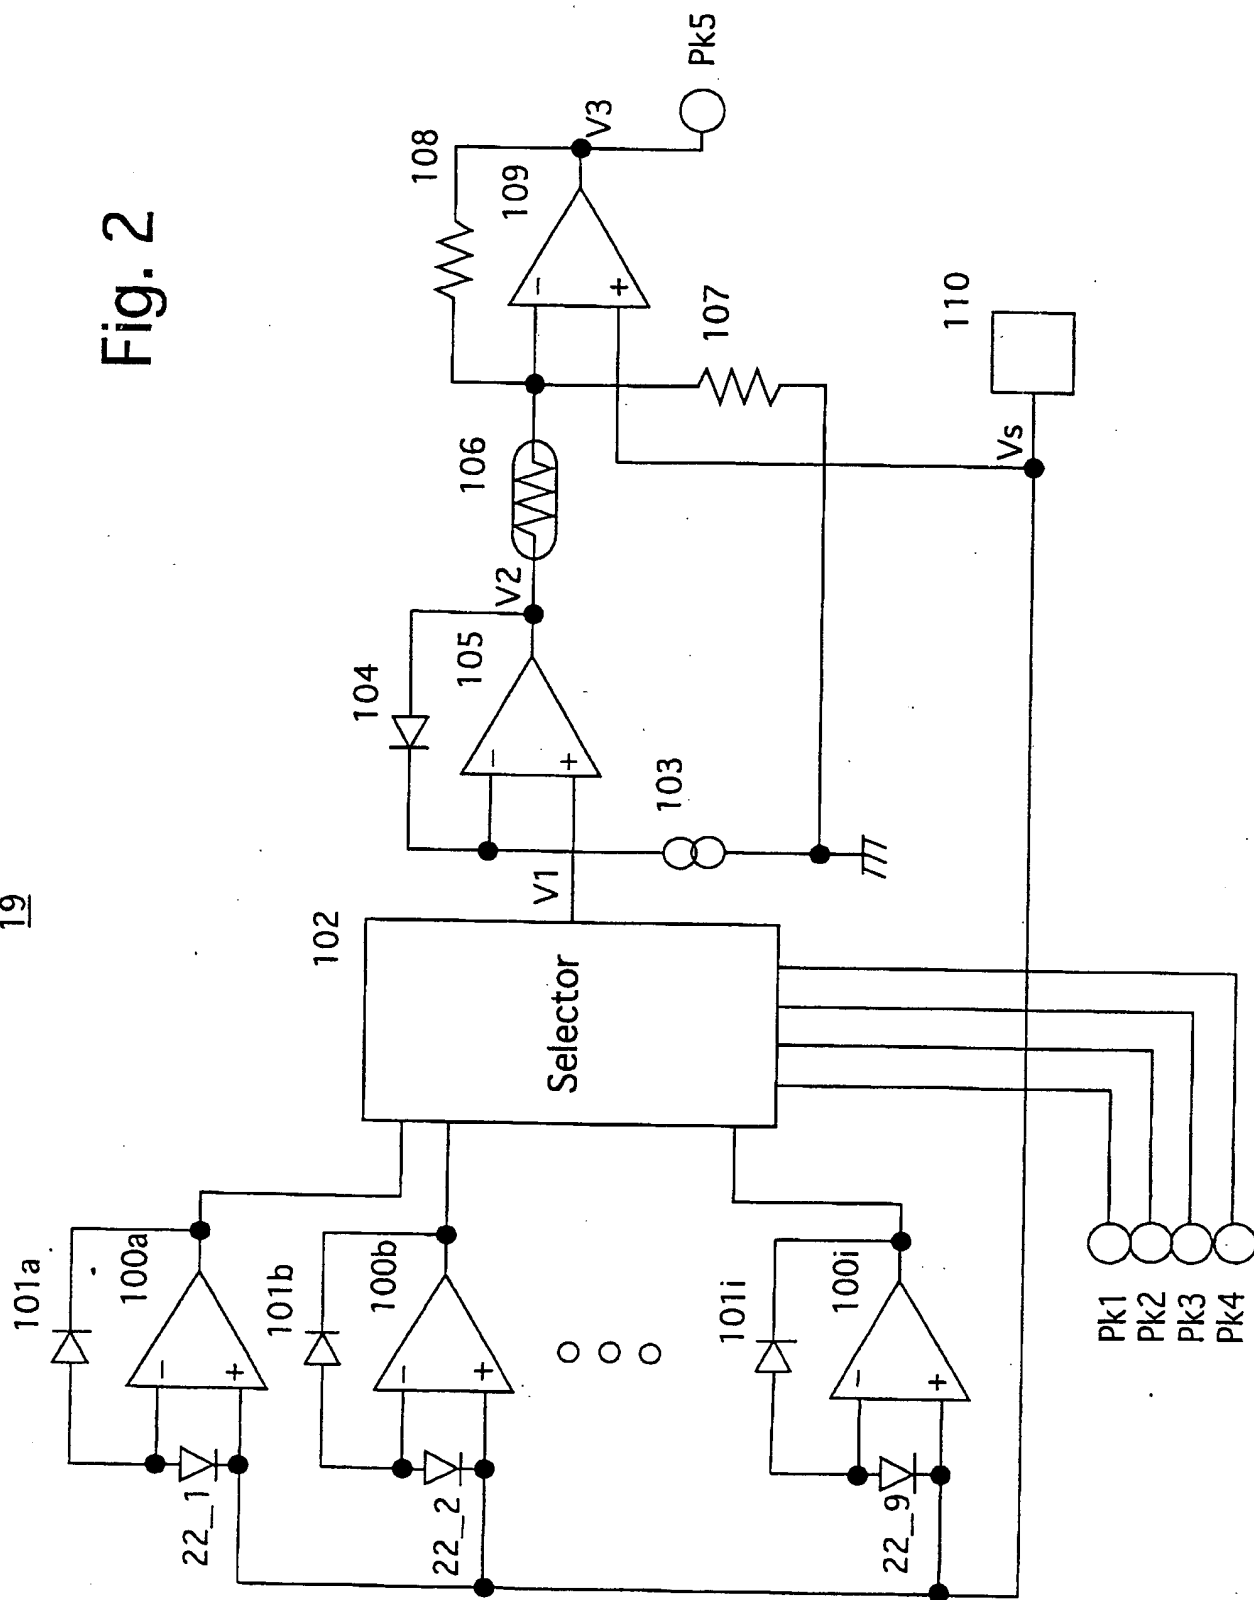 Fig. 2
19
101a
100a
22_1
101b
100b
22_2
101i
100i
22_9
102
Selector
V1
103
104
105
V2
106
107
108
109
V3
Pk5
110
Vs
Pk1
Pk2
Pk3
Pk4
−
+
−
+
−
+
−
+
−
+